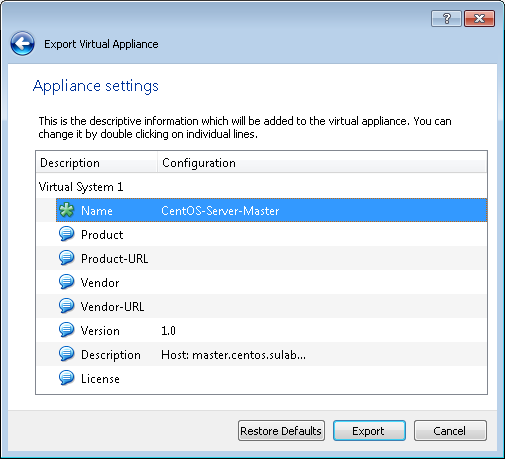 ?
Export Virtual Appliance
Appliance settings
This is the descriptive information which will be added to the virtual appliance. You can
change it by double clicking on individual lines.
Description Configuration
Virtual System 1
Name CentOS-Server-Master
Product
Product-URL
Vendor
Vendor-URL
Version 1.0
Description Host: master.centos.sulab...
License
Restore Defaults Export Cancel